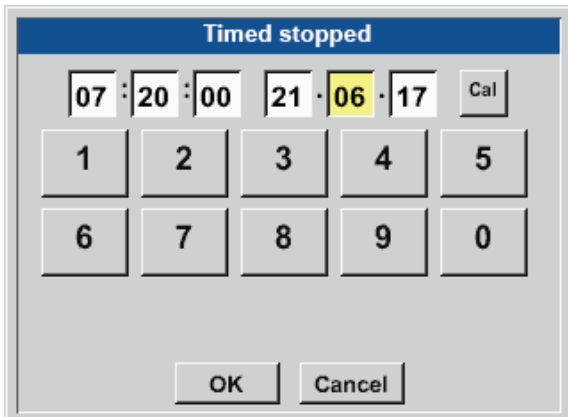 Timed stopped
07 : 20 : 00 21 . 06 . 17 Cal
1 2 3 4 5
6 7 8 9 0
OK Cancel